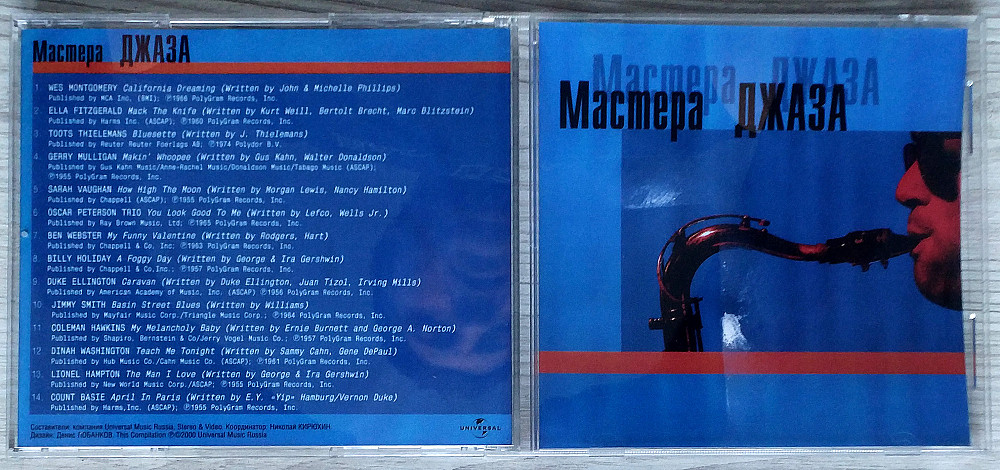 Мастера ДЖАЗА
1. WES MONTGOMERY California Dreaming (Written by John & Michelle Phillips)
Published by MCA Inc. (BMI); ℗1966 PolyGram Records, Inc.
2. ELLA FITZGERALD Mack The Knife (Written by Kurt Weill, Bertolt Brecht, Marc Blitzstein)
Published by Harms Inc. (ASCAP); ℗1960 PolyGram Records, Inc.
3. TOOTS THIELEMANS Bluesette (Written by J. Thielemans)
Published by Reuter Reuter Foerlags AB; ℗1974 Polydor B.V.
4. GERRY MULLIGAN Makin' Whoopee (Written by Gus Kahn, Walter Donaldson)
Published by Gus Kahn Music/Anne-Rachel Music/Donaldson Music/Tabago Music (ASCAP);
℗1955 PolyGram Records, Inc.
5. SARAH VAUGHAN How High The Moon (Written by Morgan Lewis, Nancy Hamilton)
Published by Chappell (ASCAP); ℗1955 PolyGram Records, Inc.
6. OSCAR PETERSON TRIO You Look Good To Me (Written by Lefco, Wells Jr.)
Published by Ray Brown Music, Ltd; ℗1965 PolyGram Records, Inc.
7. BEN WEBSTER My Funny Valentine (Written by Rodgers, Hart)
Published by Chappell & Co. Inc; ℗1953 PolyGram Records, Inc.
8. BILLY HOLIDAY A Foggy Day (Written by George & Ira Gershwin)
Published by Chappell & Co,Inc.; ℗1957 PolyGram Records, Inc.
9. DUKE ELLINGTON Caravan (Written by Duke Ellington, Juan Tizol, Irving Mills)
Published by American Academy of Music, Inc. (ASCAP) ℗1956 PolyGram Records, Inc.
10. JIMMY SMITH Basin Street Blues (Written by Williams)
Published by Mayfair Music Corp./Triangle Music Corp.; ℗1964 PolyGram Records, Inc.
11. COLEMAN HAWKINS My Melancholy Baby (Written by Ernie Burnett and George A. Norton)
Published by Shapiro, Bernstein & Co/Jerry Vogel Music Co.; ℗1957 PolyGram Records, Inc.
12. DINAH WASHINGTON Teach Me Tonight (Written by Sammy Cahn, Gene DePaul)
Published by Hub Music Co./Cahn Music Co. (ASCAP); ℗1961 PolyGram Records, Inc.
13. LIONEL HAMPTON The Man I Love (Written by George & Ira Gershwin)
Published by New World Music Corp./ASCAP; ℗1955 PolyGram Records, Inc.
14. COUNT BASIE April In Paris (Written by E.Y. «Yip» Hamburg/Vernon Duke)
Published by Harms,Inc. (ASCAP); ℗1955 PolyGram Records, Inc.
Составители: компания Universal Music Russia, Stereo & Video. Координатор: Николай КИРЮХИН
Дизайн: Денис ЛОБАНКОВ. This Compilation ℗©2000 Universal Music Russia
UNIVERSAL
Мастера ДЖАЗА
Мастера ДЖАЗА